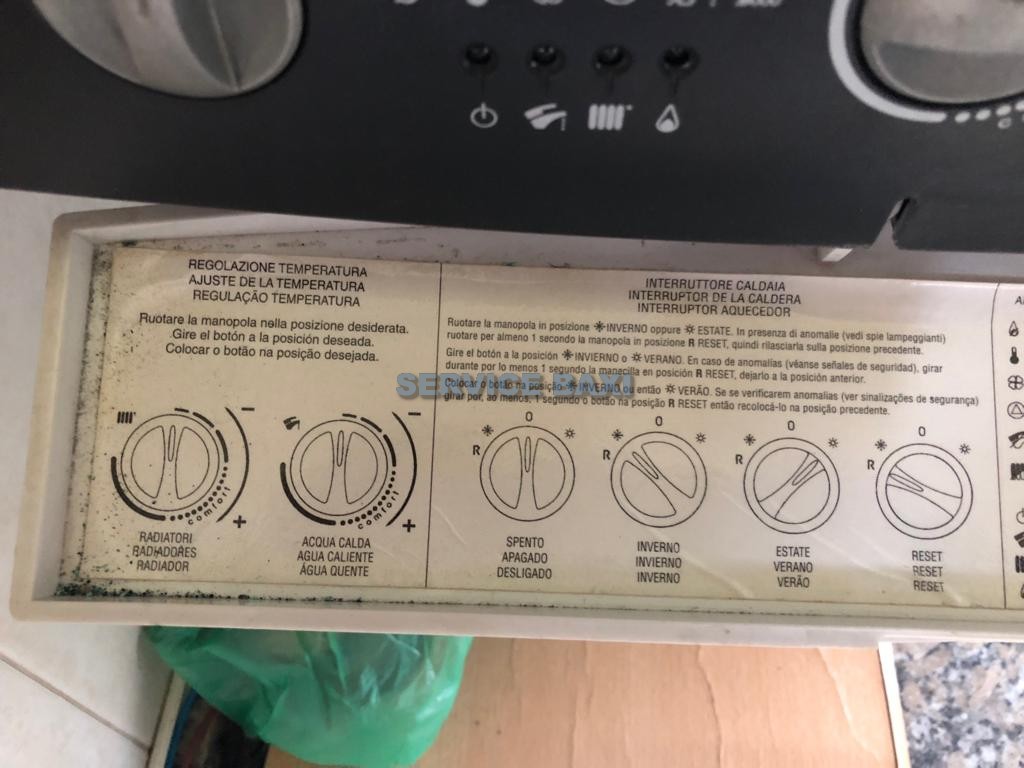 REGOLAZIONE TEMPERATURA
AJUSTE DE LA TEMPERATURA
REGULAÇÃO TEMPERATURA
Ruotare la manopola nella posizione desiderata.
Gire el botón a la posición deseada.
Colocar o botão na posição desejada.
comfort
RADIATORI
RADIADORES
RADIADOR
comfort
ACQUA CALDA
AGUA CALIENTE
ÁGUA QUENTE
INTERRUTTORE CALDAIA
INTERRUPTOR DE LA CALDERA
INTERRUPTOR AQUECEDOR
Ruotare la manopola in posizione INVERNO oppure ESTATE. In presenza di anomalie (vedi spie lampeggianti)
ruotare per almeno 1 secondo la manopola in posizione R RESET, quindi rilasciarla sulla posizione precedente.
Gire el botón a la posición INVIERNO o VERANO. En caso de anomalías (véanse señales de seguridad), girar
durante por lo menos 1 segundo la manecilla en posición R RESET, dejarlo a la posición anterior.
Colocar o botão na posição INVERNO ou então VERÃO. Se se verificarem anomalias (ver sinalizações de segurança)
girar por, ao menos, 1 segundo o botão na posição R RESET então recolocá-lo na posição precedente.
SERVICE BAXI
R 0
SPENTO
APAGADO
DESLIGADO
R 0
INVERNO
INVIERNO
INVERNO
R 0
ESTATE
VERANO
VERÃO
R 0
RESET
RESET
RESET